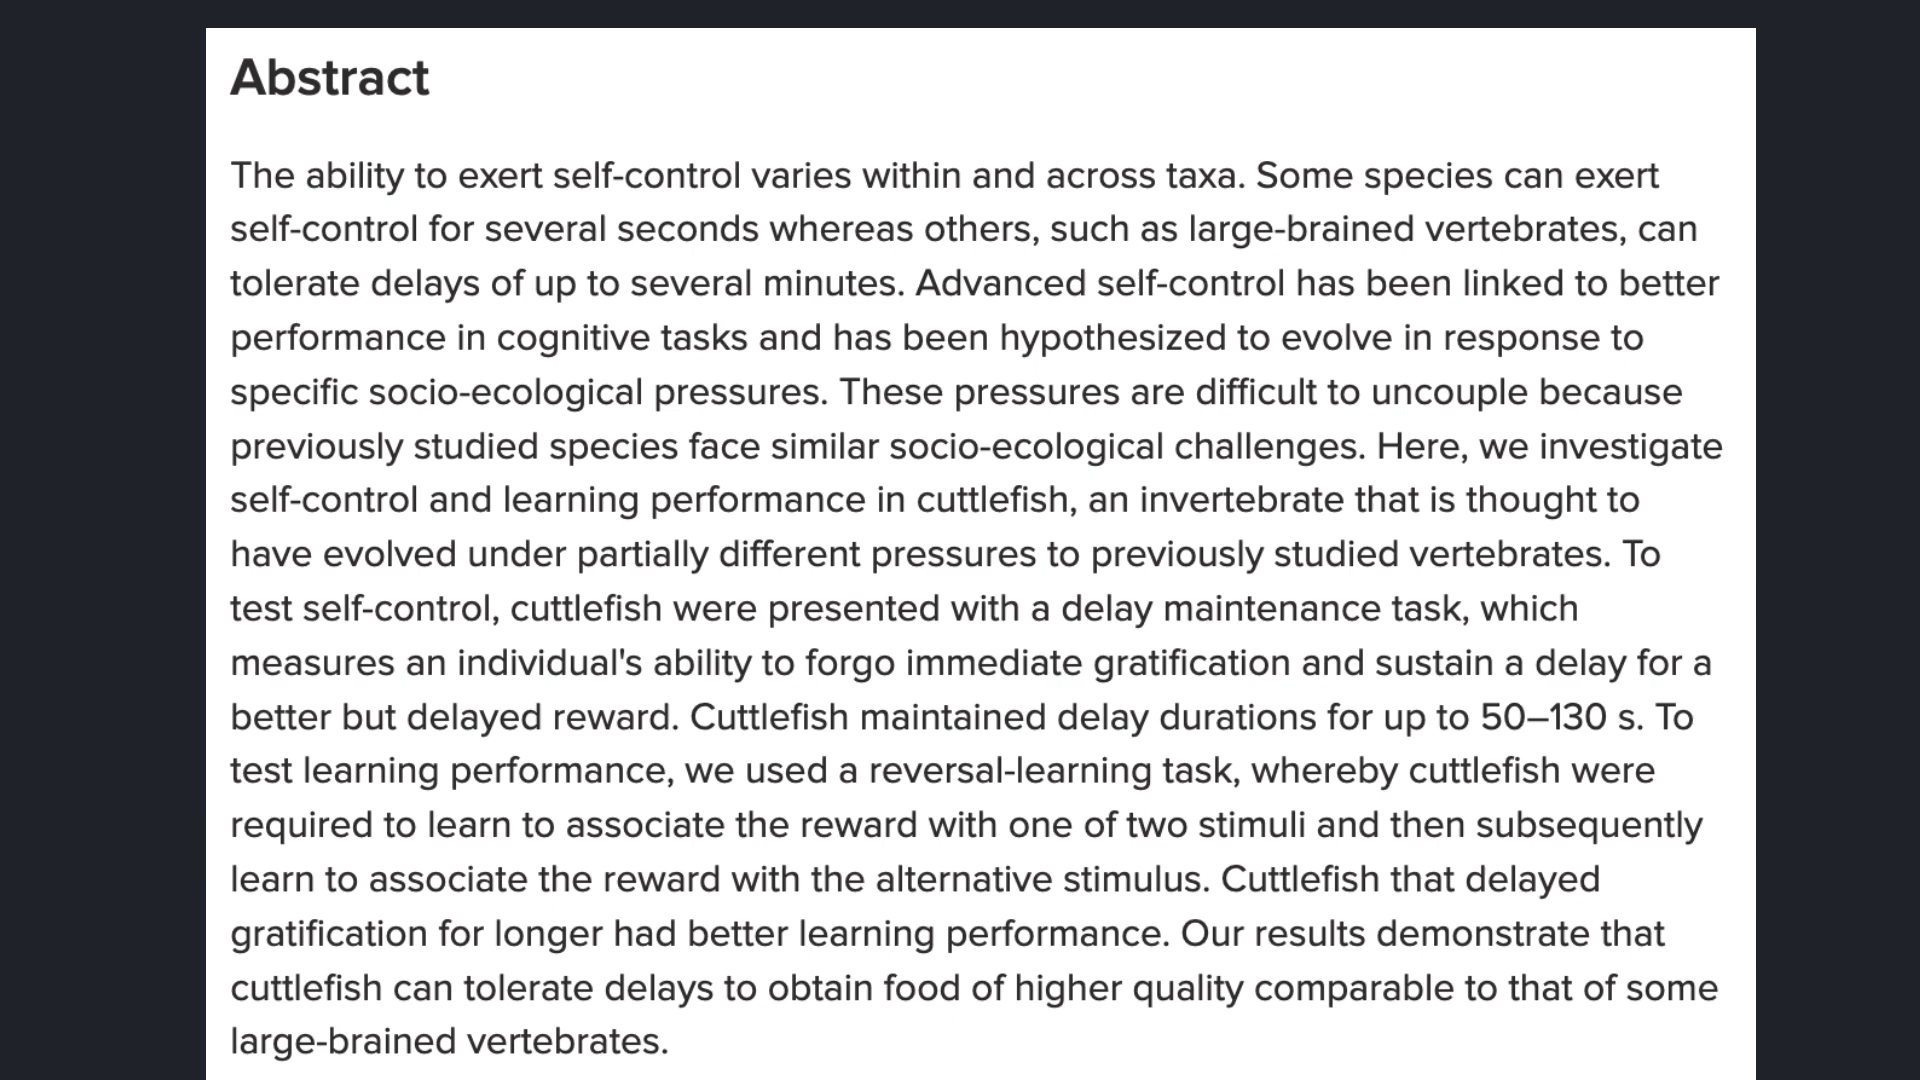 Abstract
The ability to exert self-control varies within and across taxa. Some species can exert
self-control for several seconds whereas others, such as large-brained vertebrates, can
tolerate delays of up to several minutes. Advanced self-control has been linked to better
performance in cognitive tasks and has been hypothesized to evolve in response to
specific socio-ecological pressures. These pressures are difficult to uncouple because
previously studied species face similar socio-ecological challenges. Here, we investigate
self-control and learning performance in cuttlefish, an invertebrate that is thought to
have evolved under partially different pressures to previously studied vertebrates. To
test self-control, cuttlefish were presented with a delay maintenance task, which
measures an individual's ability to forgo immediate gratification and sustain a delay for a
better but delayed reward. Cuttlefish maintained delay durations for up to 50–130 s. To
test learning performance, we used a reversal-learning task, whereby cuttlefish were
required to learn to associate the reward with one of two stimuli and then subsequently
learn to associate the reward with the alternative stimulus. Cuttlefish that delayed
gratification for longer had better learning performance. Our results demonstrate that
cuttlefish can tolerate delays to obtain food of higher quality comparable to that of some
large-brained vertebrates.